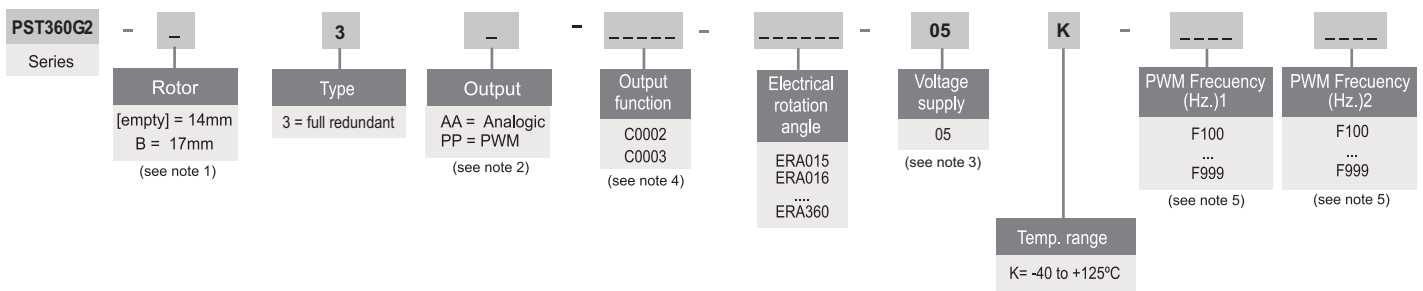 PST360G2 - _ 3 _ - _____ - ______ - 05 K - ____ ____
Series
Rotor
[empty] = 14mm
B = 17mm
(see note 1)
Type
3 = full redundant
Output
AA = Analogic
PP = PWM
(see note 2)
Output
function
C0002
C0003
(see note 4)
Electrical
rotation
angle
ERA015
ERA016
....
ERA360
Voltage
supply
05
(see note 3)
Temp. range
K= -40 to +125ºC
PWM Frecuency
(Hz.)1
F100
...
F999
(see note 5)
PWM Frecuency
(Hz.)2
F100
...
F999
(see note 5)